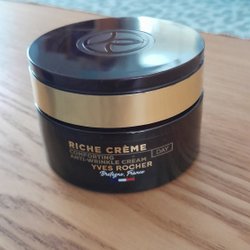 RICHE CRÈME
COMFORTING
ANTI-WRINKLE CREAM
DAY
YVES ROCHER
Bretagne, France